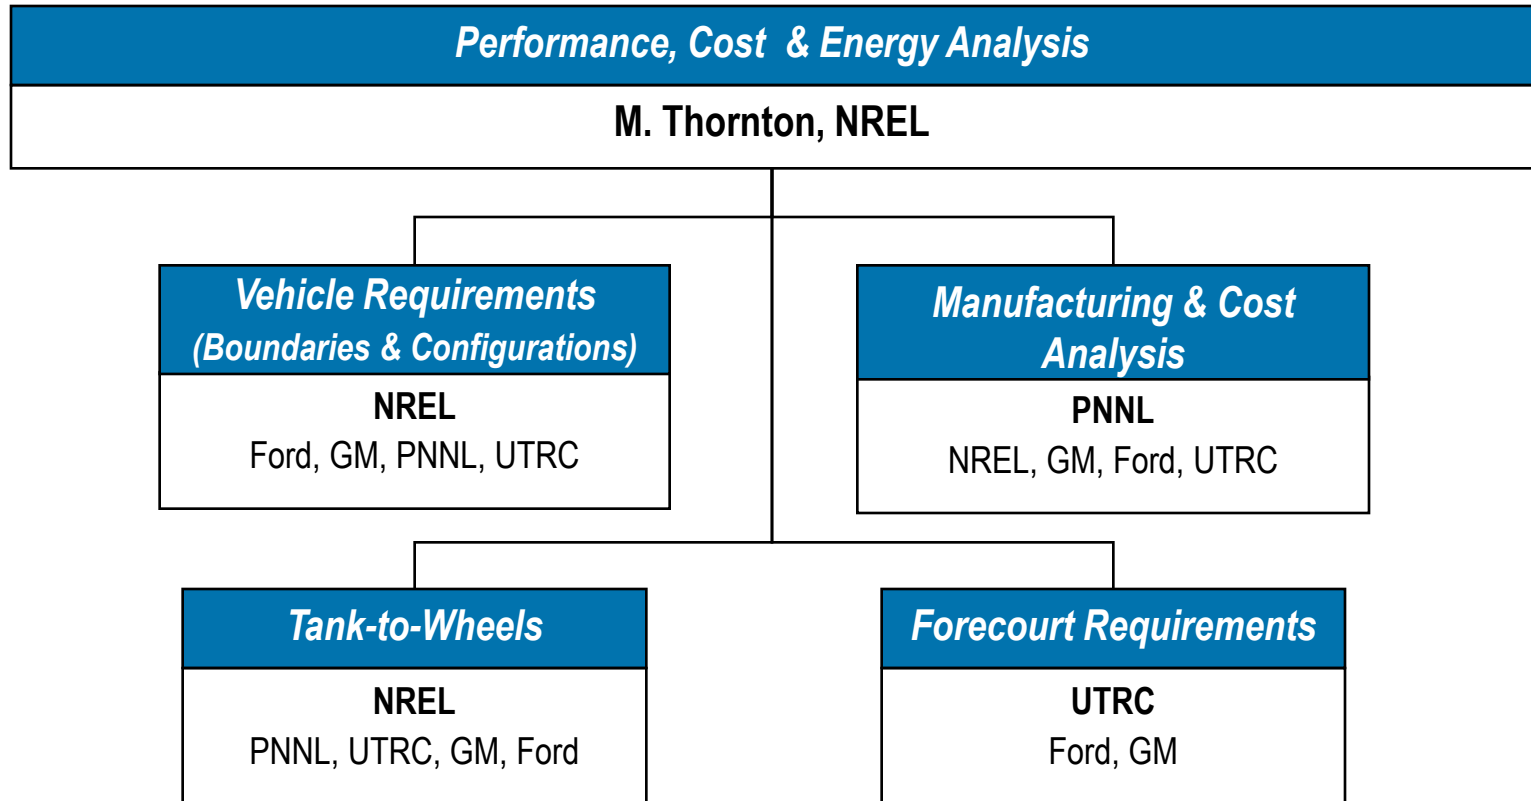 Performance, Cost & Energy Analysis
M. Thornton, NREL
Vehicle Requirements
(Boundaries & Configurations)
NREL
Ford, GM, PNNL, UTRC
Manufacturing & Cost
Analysis
PNNL
NREL, GM, Ford, UTRC
Tank-to-Wheels
NREL
PNNL, UTRC, GM, Ford
Forecourt Requirements
UTRC
Ford, GM